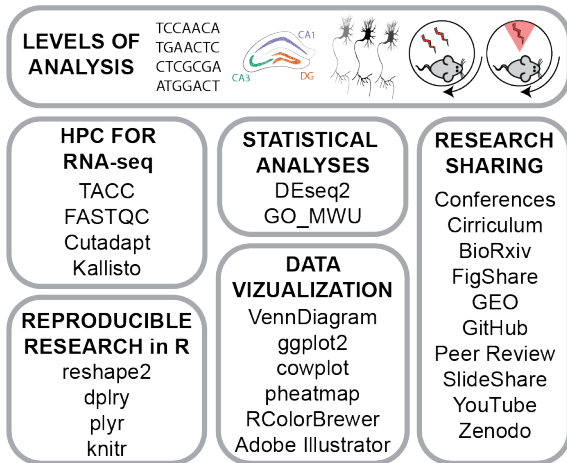 LEVELS OF
ANALYSIS
TCCAACA
TGAACTC
CTCGCGA
ATGGACT
CA1
CA3
DG
HPC FOR
RNA-seq
TACC
FASTQC
Cutadapt
Kallisto
REPRODUCIBLE
RESEARCH in R
reshape2
dplry
plyr
knitr
STATISTICAL
ANALYSES
DEseq2
GO_MWU
DATA
VIZUALIZATION
VennDiagram
ggplot2
cowplot
pheatmap
RColorBrewer
Adobe Illustrator
RESEARCH
SHARING
Conferences
Cirriculum
BioRxiv
FigShare
GEO
GitHub
Peer Review
SlideShare
YouTube
Zenodo